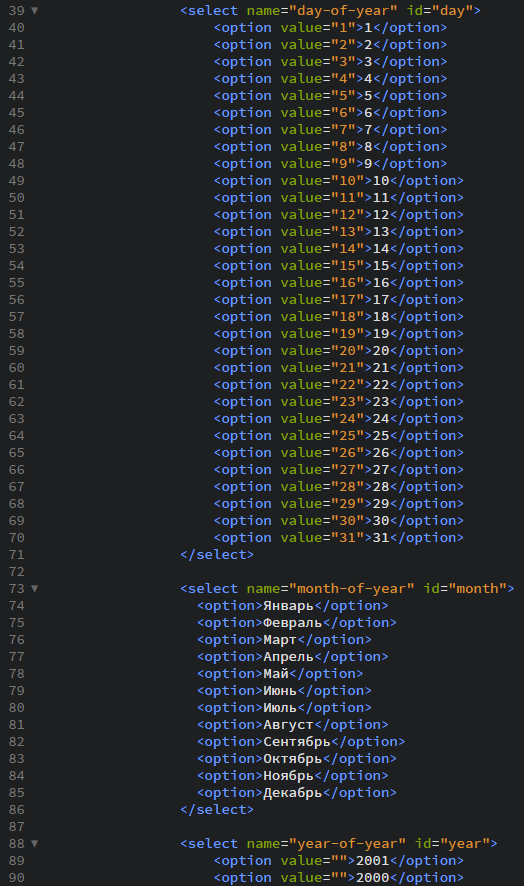 39 ▼ <select name="day-of-year" id="day">
40 <option value="1">1</option>
41 <option value="2">2</option>
42 <option value="3">3</option>
43 <option value="4">4</option>
44 <option value="5">5</option>
45 <option value="6">6</option>
46 <option value="7">7</option>
47 <option value="8">8</option>
48 <option value="9">9</option>
49 <option value="10">10</option>
50 <option value="11">11</option>
51 <option value="12">12</option>
52 <option value="13">13</option>
53 <option value="14">14</option>
54 <option value="15">15</option>
55 <option value="16">16</option>
56 <option value="17">17</option>
57 <option value="18">18</option>
58 <option value="19">19</option>
59 <option value="20">20</option>
60 <option value="21">21</option>
61 <option value="22">22</option>
62 <option value="23">23</option>
63 <option value="24">24</option>
64 <option value="25">25</option>
65 <option value="26">26</option>
66 <option value="27">27</option>
67 <option value="28">28</option>
68 <option value="29">29</option>
69 <option value="30">30</option>
70 <option value="31">31</option>
71 </select>
72
73 ▼ <select name="month-of-year" id="month">
74 <option>Январь</option>
75 <option>Февраль</option>
76 <option>Март</option>
77 <option>Апрель</option>
78 <option>Май</option>
79 <option>Июнь</option>
80 <option>Июль</option>
81 <option>Август</option>
82 <option>Сентябрь</option>
83 <option>Октябрь</option>
84 <option>Ноябрь</option>
85 <option>Декабрь</option>
86 </select>
87
88 ▼ <select name="year-of-year" id="year">
89 <option value="">2001</option>
90 <option value="">2000</option>